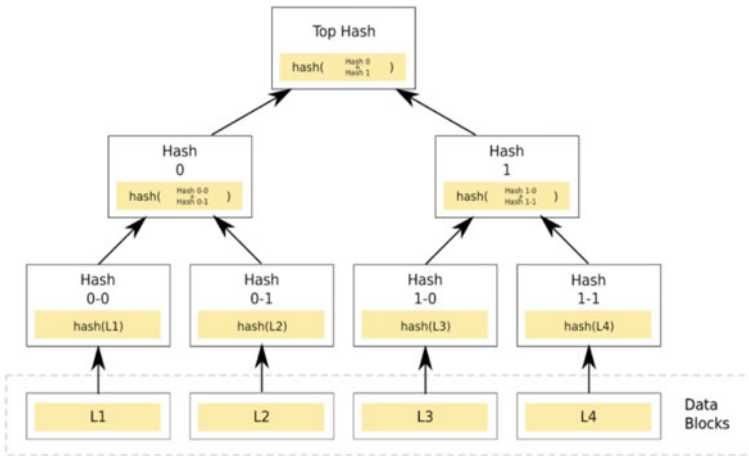 Top Hash
hash( Hash 0 + Hash 1 )
Hash
0
hash( Hash 0-0 + Hash 0-1 )
Hash
1
hash( Hash 1-0 + Hash 1-1 )
Hash
0-0
hash(L1)
Hash
0-1
hash(L2)
Hash
1-0
hash(L3)
Hash
1-1
hash(L4)
L1
L2
L3
L4
Data
Blocks